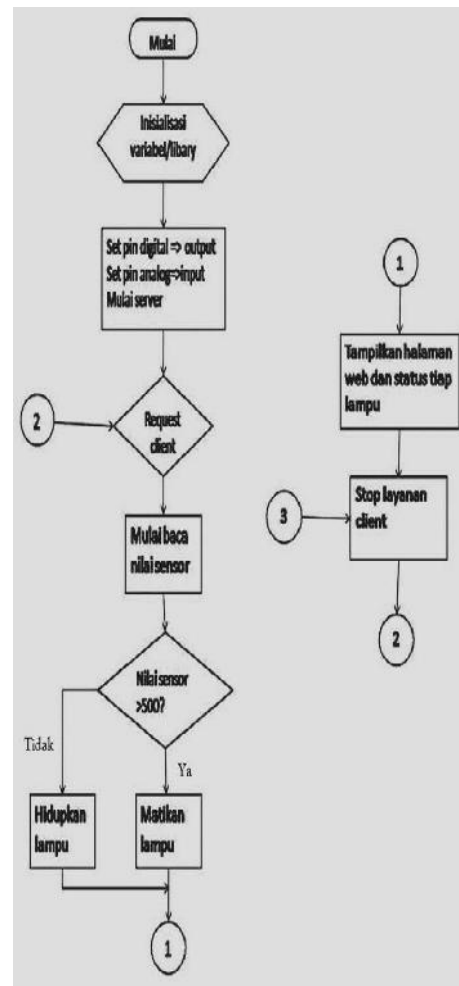 Mulai
Inisialisasi
variabel/libary
Set pin digital => output
Set pin analog=>input
Mulai server
2
Request
client
Mulai baca
nilai sensor
Nilai sensor
>500?
Tidak
Ya
Hidupkan
lampu
Matikan
lampu
1
1
Tampilkan halaman
web dan status tiap
lampu
3
Stop layanan
client
2